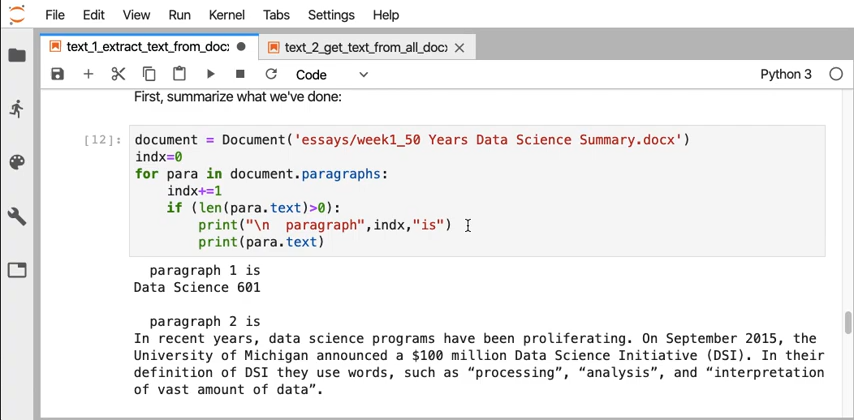 File Edit View Run Kernel Tabs Settings Help
text_1_extract_text_from_doc: text_2_get_text_from_all_doc:
Code Python 3
First, summarize what we've done:
[12]: document = Document('essays/week1_50 Years Data Science Summary.docx')
indx=0
for para in document.paragraphs:
    indx+=1
    if (len(para.text)>0):
        print("\n  paragraph",indx,"is")
        print(para.text)
  paragraph 1 is
Data Science 601
  paragraph 2 is
In recent years, data science programs have been proliferating. On September 2015, the
University of Michigan announced a $100 million Data Science Initiative (DSI). In their
definition of DSI they use words, such as “processing”, “analysis”, and “interpretation
of vast amount of data”.